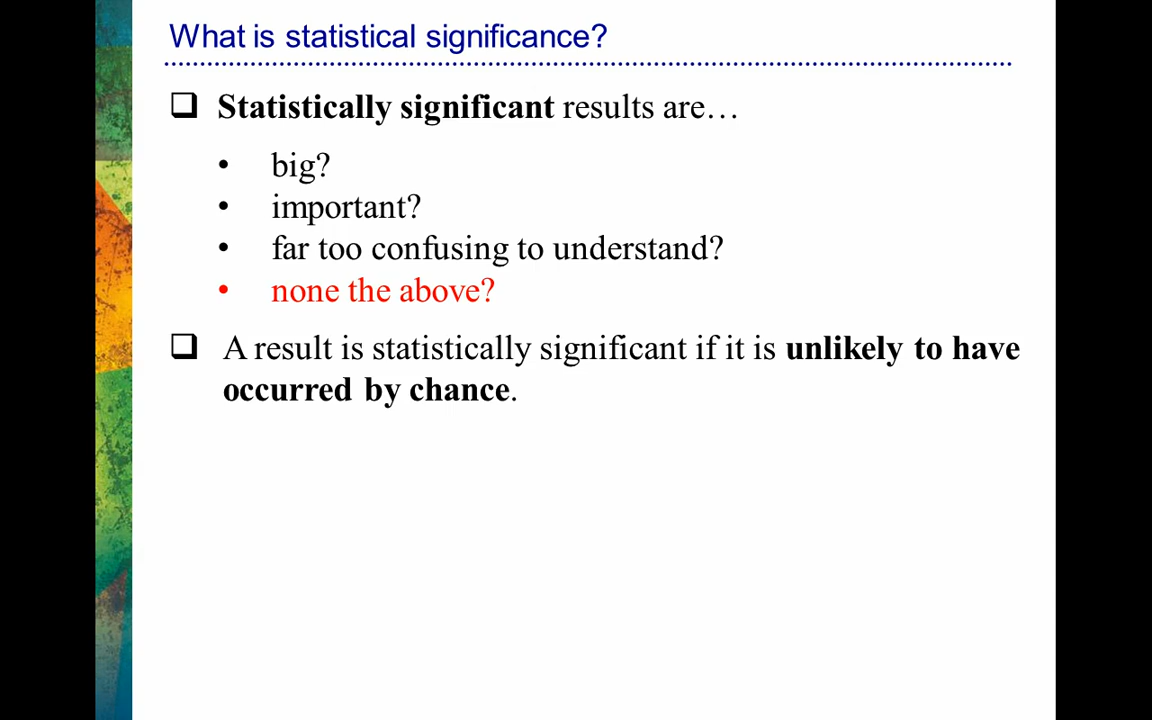 What is statistical significance?
Statistically significant results are…
• big?
• important?
• far too confusing to understand?
• none the above?
A result is statistically significant if it is unlikely to have
occurred by chance.